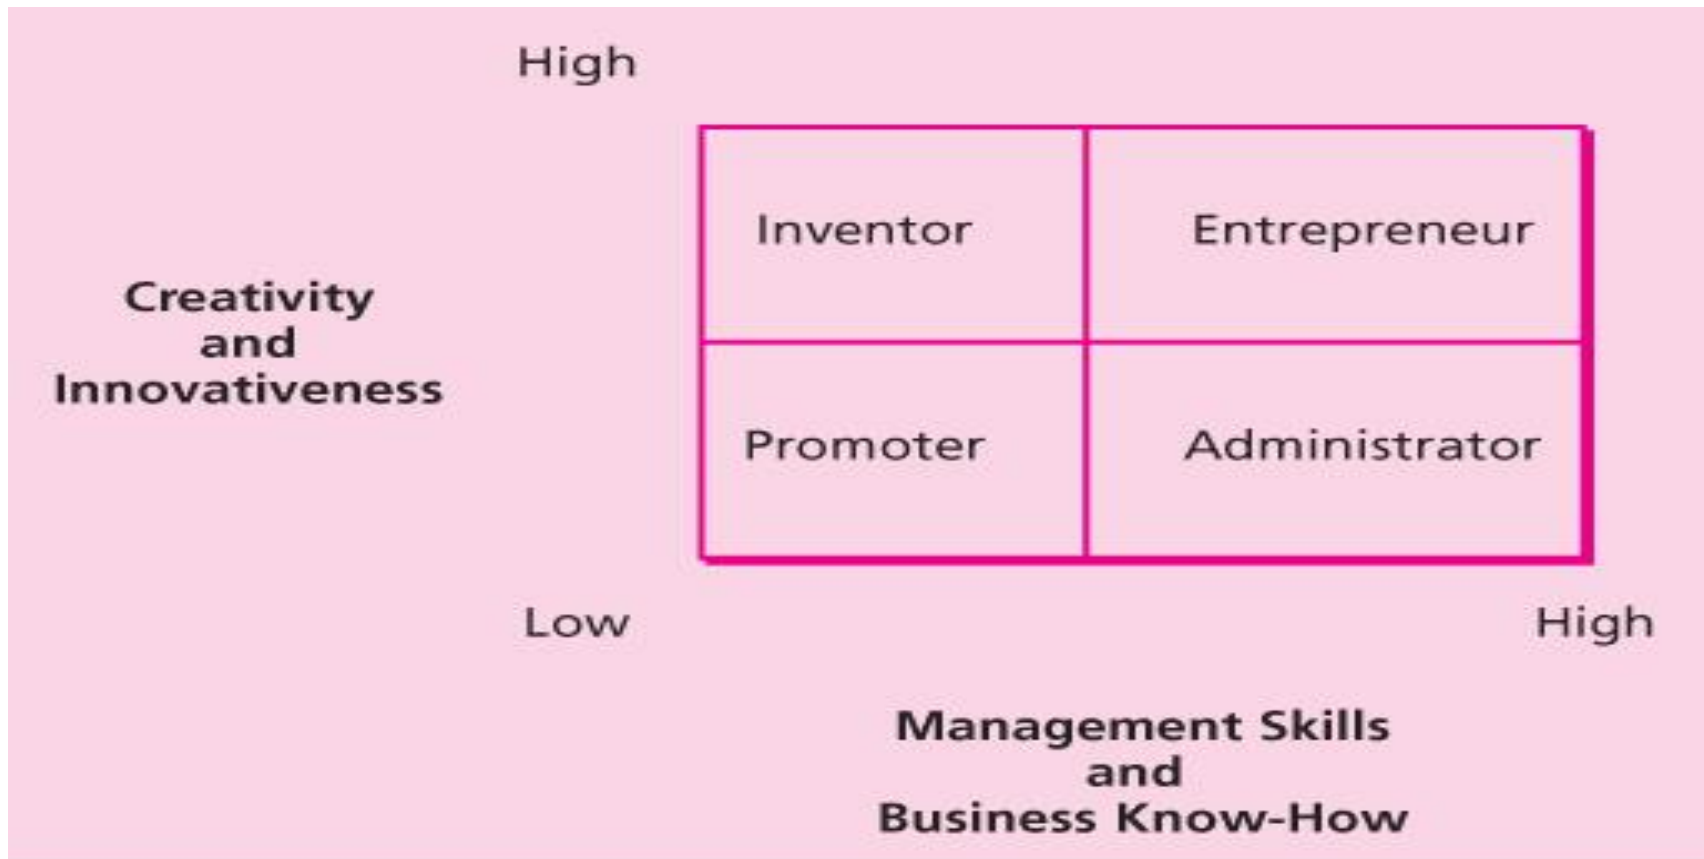 High
Inventor Entrepreneur
Creativity
and
Innovativeness
Promoter Administrator
Low High
Management Skills
and
Business Know-How